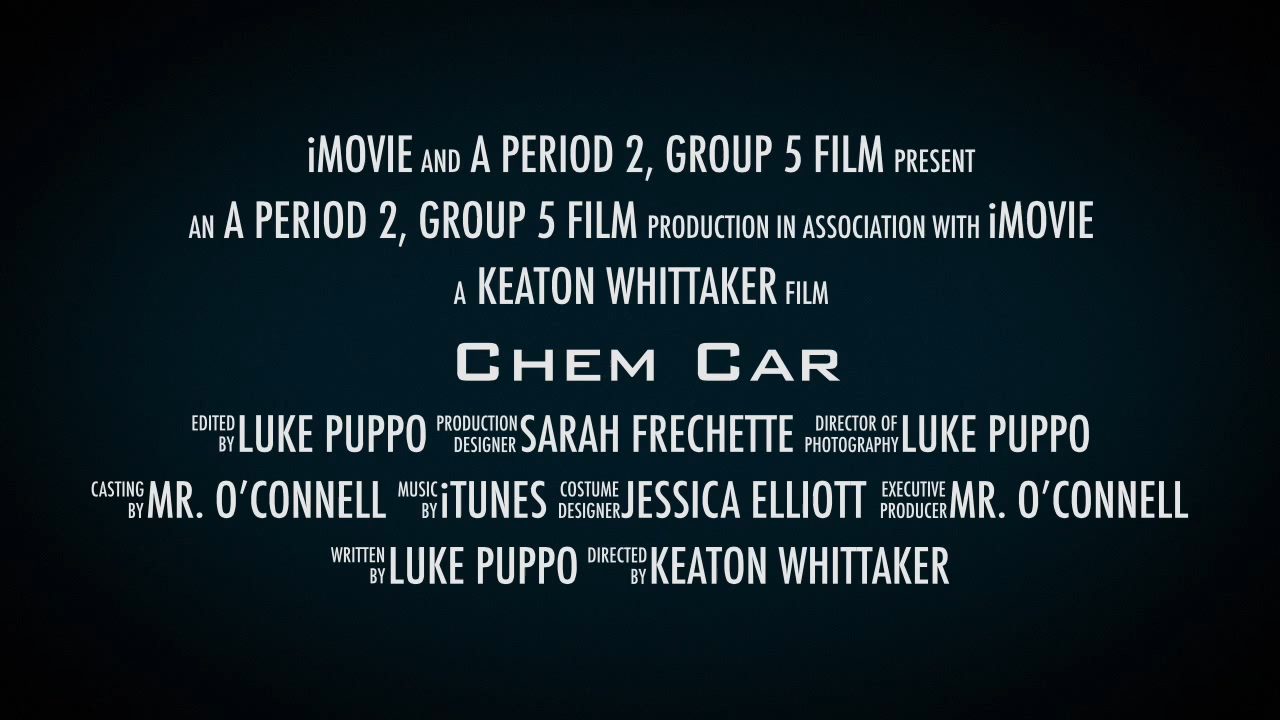 iMOVIE AND A PERIOD 2, GROUP 5 FILM PRESENT
AN A PERIOD 2, GROUP 5 FILM PRODUCTION IN ASSOCIATION WITH iMOVIE
A KEATON WHITTAKER FILM
CHEM CAR
EDITED BY LUKE PUPPO PRODUCTION DESIGNER SARAH FRECHETTE DIRECTOR OF PHOTOGRAPHY LUKE PUPPO
CASTING BY MR. O'CONNELL MUSIC BY iTUNES COSTUME DESIGNER JESSICA ELLIOTT EXECUTIVE PRODUCER MR. O'CONNELL
WRITTEN BY LUKE PUPPO DIRECTED BY KEATON WHITTAKER